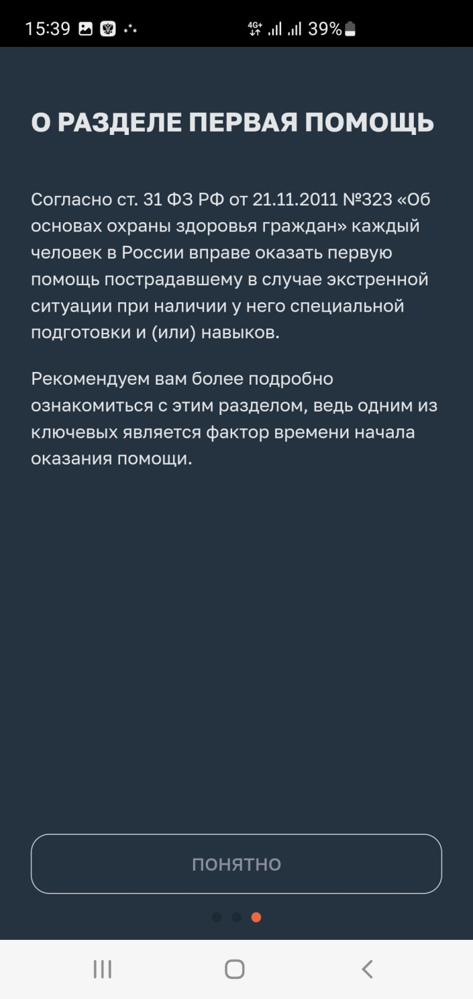 15:39
4G+
39%
О РАЗДЕЛЕ ПЕРВАЯ ПОМОЩЬ
Согласно ст. 31 ФЗ РФ от 21.11.2011 №323 «Об
основах охраны здоровья граждан» каждый
человек в России вправе оказать первую
помощь пострадавшему в случае экстренной
ситуации при наличии у него специальной
подготовки и (или) навыков.
Рекомендуем вам более подробно
ознакомиться с этим разделом, ведь одним из
ключевых является фактор времени начала
оказания помощи.
ПОНЯТНО